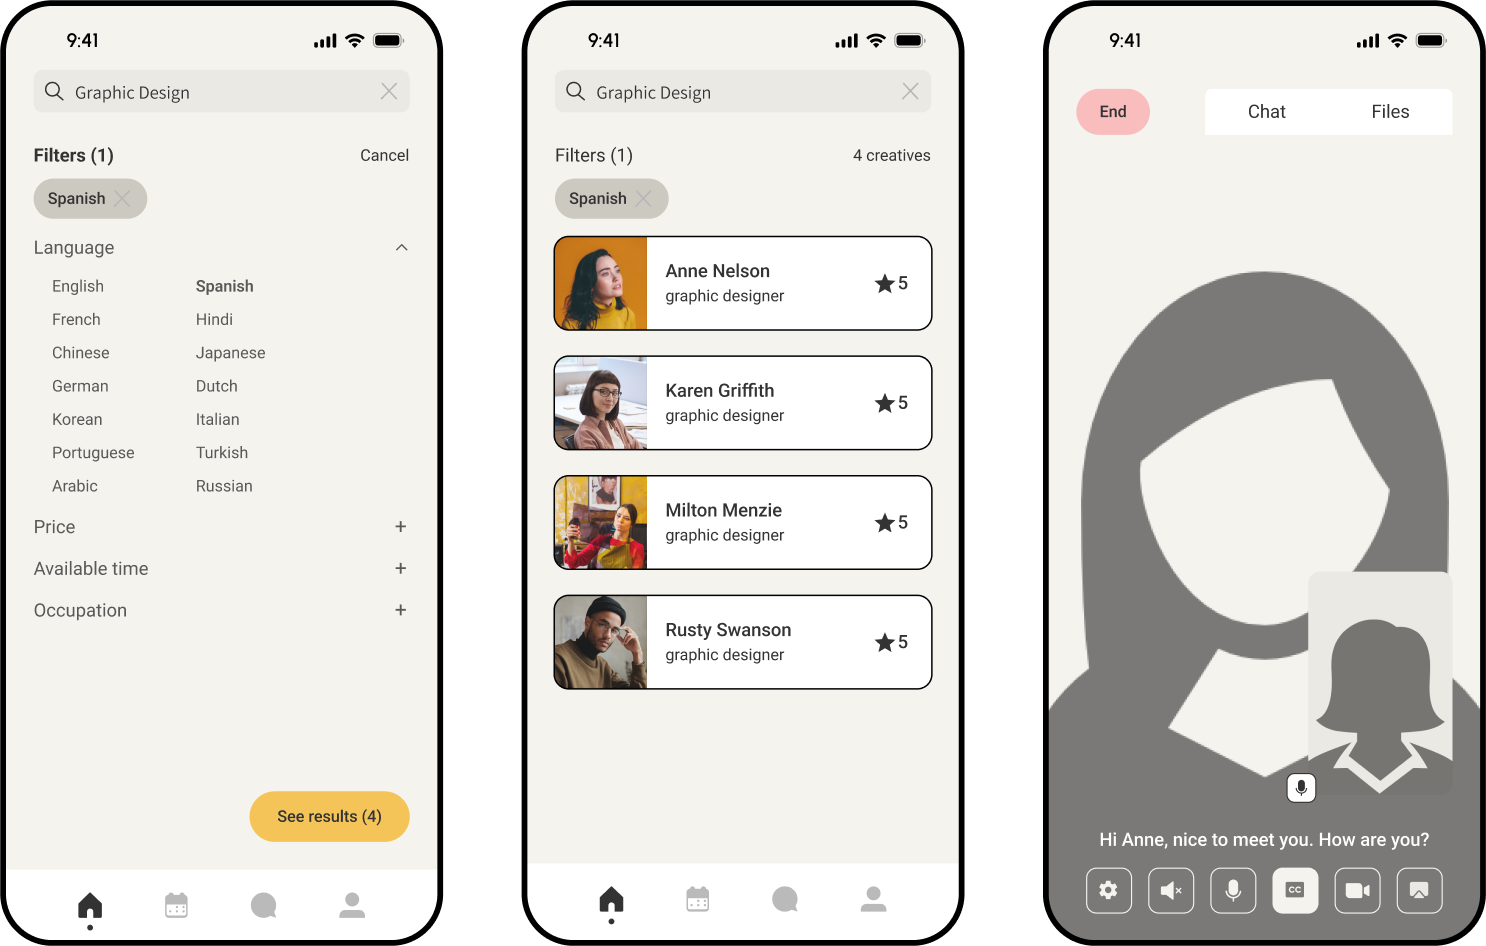 9:41
Graphic Design
Filters (1)
Cancel
Spanish
Language
English
Spanish
French
Hindi
Chinese
Japanese
German
Dutch
Korean
Italian
Portuguese
Turkish
Arabic
Russian
Price
Available time
Occupation
See results (4)
9:41
Graphic Design
Filters (1)
4 creatives
Spanish
Anne Nelson
graphic designer
5
Karen Griffith
graphic designer
5
Milton Menzie
graphic designer
5
Rusty Swanson
graphic designer
5
9:41
End
Chat
Files
Hi Anne, nice to meet you. How are you?
CC